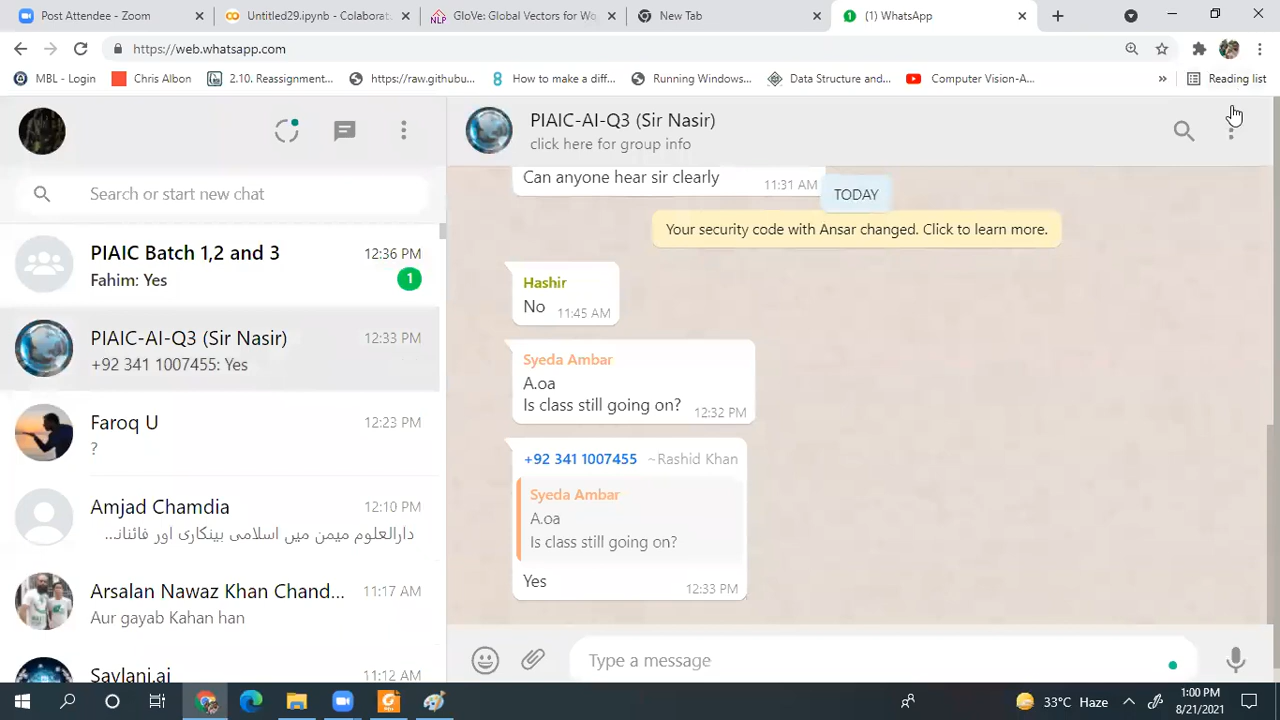 Post Attendee - Zoom
Untitled29.ipynb - Colaborat
GloVe: Global Vectors for Wo
New Tab
(1) WhatsApp
https://web.whatsapp.com
MBL - Login
Chris Albon
2.10. Reassignment...
https://raw.githubu...
How to make a diff...
Running Windows...
Data Structure and...
Computer Vision-A...
»
Reading list
PIAIC-AI-Q3 (Sir Nasir)
click here for group info
Search or start new chat
PIAIC Batch 1,2 and 3
12:36 PM
Fahim: Yes
1
PIAIC-AI-Q3 (Sir Nasir)
12:33 PM
+92 341 1007455: Yes
Faroq U
12:23 PM
?
Amjad Chamdia
12:10 PM
دارالعلوم میمن میں اسلامی بینکاری اور فائنانـ...
Arsalan Nawaz Khan Chand...
11:17 AM
Aur gayab Kahan han
Saylani.ai
11:12 AM
Can anyone hear sir clearly
11:31 AM
TODAY
Your security code with Ansar changed. Click to learn more.
Hashir
No
11:45 AM
Syeda Ambar
A.oa
Is class still going on?
12:32 PM
+92 341 1007455 ~Rashid Khan
Syeda Ambar
A.oa
Is class still going on?
Yes
12:33 PM
Type a message
33°C Haze
1:00 PM
8/21/2021